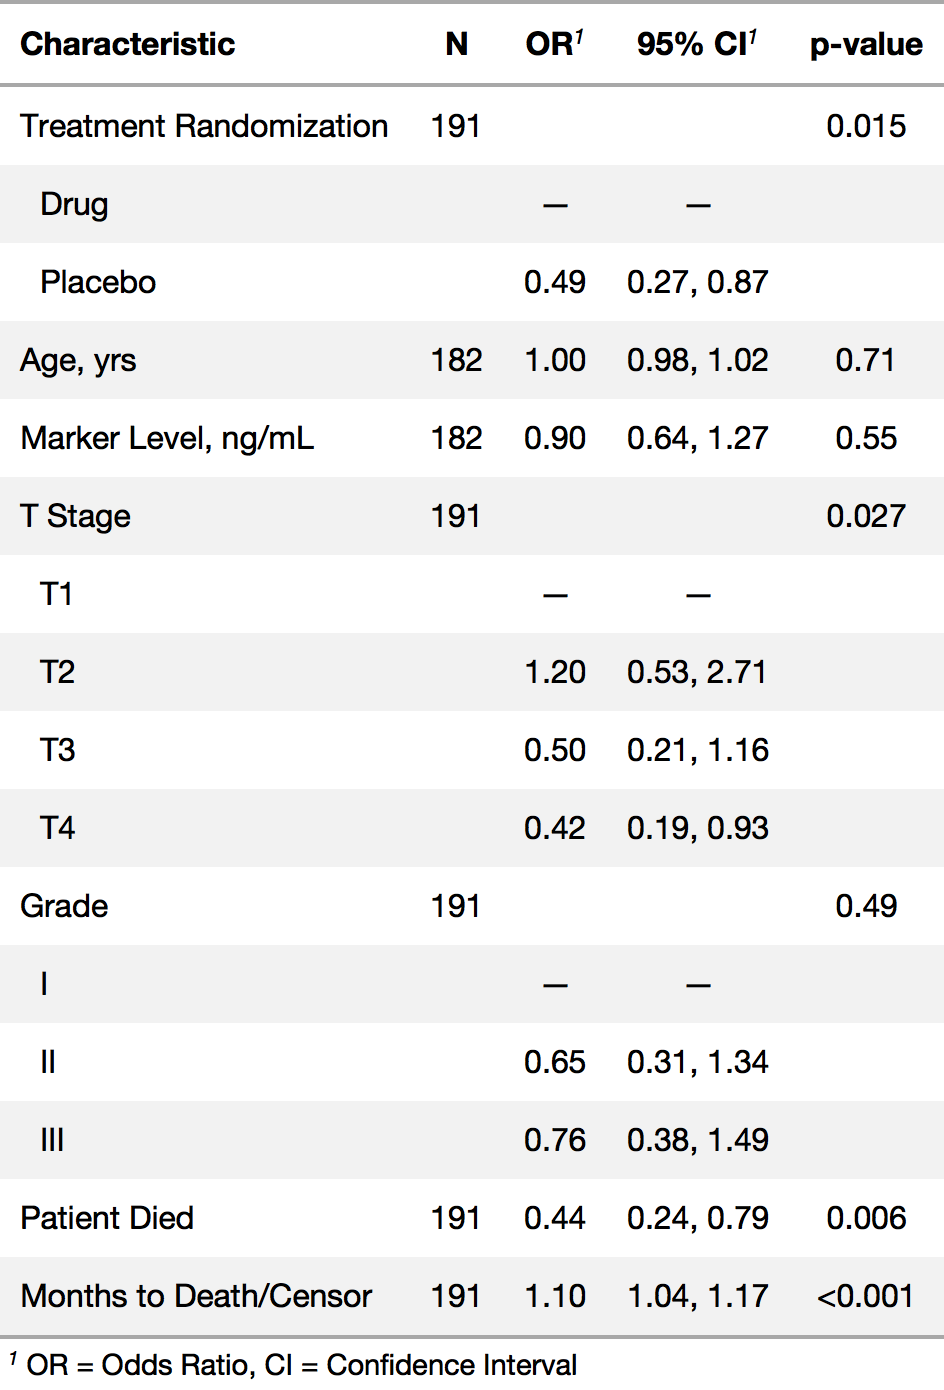 Characteristic N OR1 95% CI1 p-value
Treatment Randomization 191 0.015
Drug — —
Placebo 0.49 0.27, 0.87
Age, yrs 182 1.00 0.98, 1.02 0.71
Marker Level, ng/mL 182 0.90 0.64, 1.27 0.55
T Stage 191 0.027
T1 — —
T2 1.20 0.53, 2.71
T3 0.50 0.21, 1.16
T4 0.42 0.19, 0.93
Grade 191 0.49
I — —
II 0.65 0.31, 1.34
III 0.76 0.38, 1.49
Patient Died 191 0.44 0.24, 0.79 0.006
Months to Death/Censor 191 1.10 1.04, 1.17 <0.001
1 OR = Odds Ratio, CI = Confidence Interval